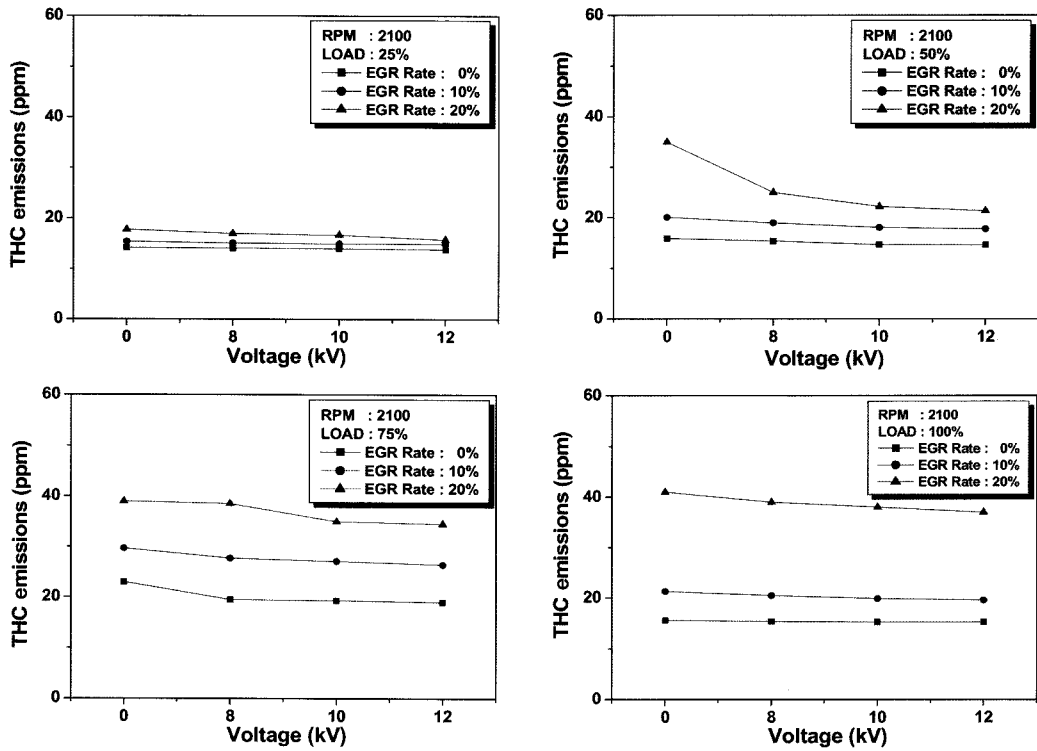 60
40
20
0
THC emissions (ppm)
RPM : 2100
LOAD : 25%
EGR Rate : 0%
EGR Rate : 10%
EGR Rate : 20%
0 8 10 12
Voltage (kV)
60
40
20
0
THC emissions (ppm)
RPM : 2100
LOAD : 50%
EGR Rate : 0%
EGR Rate : 10%
EGR Rate : 20%
0 8 10 12
Voltage (kV)
60
40
20
0
THC emissions (ppm)
RPM : 2100
LOAD : 75%
EGR Rate : 0%
EGR Rate : 10%
EGR Rate : 20%
0 8 10 12
Voltage (kV)
60
40
20
0
THC emissions (ppm)
RPM : 2100
LOAD : 100%
EGR Rate : 0%
EGR Rate : 10%
EGR Rate : 20%
0 8 10 12
Voltage (kV)